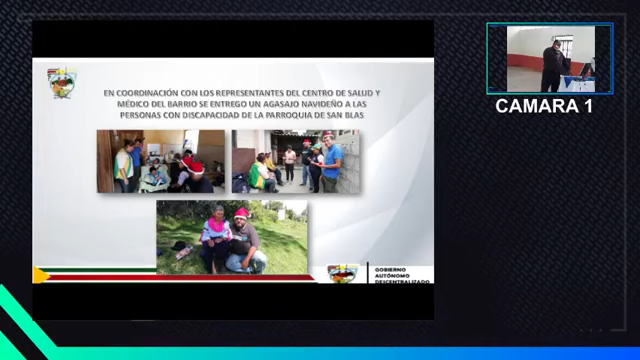 EN COORDINACIÓN CON LOS REPRESENTANTES DEL CENTRO DE SALUD Y
MÉDICO DEL BARRIO SE ENTREGO UN AGASAJO NAVIDEÑO A LAS
PERSONAS CON DISCAPACIDAD DE LA PARROQUIA DE SAN BLAS
CAMARA 1
GOBIERNO
AUTÓNOMO
DESCENTRALIZADO